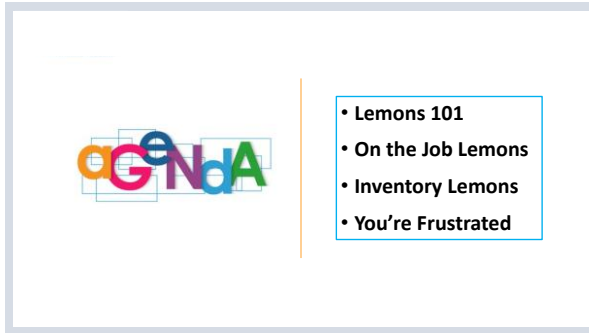 aGeNdA
• Lemons 101
• On the Job Lemons
• Inventory Lemons
• You’re Frustrated